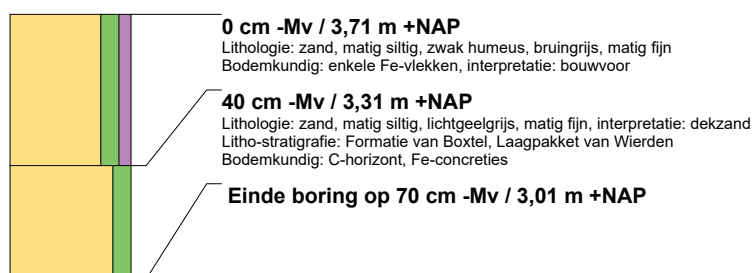 0 cm -Mv / 3,71 m +NAP
Lithologie: zand, matig siltig, zwak humeus, bruingrijs, matig fijn
Bodemkundig: enkele Fe-vlekken, interpretatie: bouwvoor
40 cm -Mv / 3,31 m +NAP
Lithologie: zand, matig siltig, lichtgeelgrijs, matig fijn, interpretatie: dekzand
Litho-stratigrafie: Formatie van Boxtel, Laagpakket van Wierden
Bodemkundig: C-horizont, Fe-concreties
Einde boring op 70 cm -Mv / 3,01 m +NAP